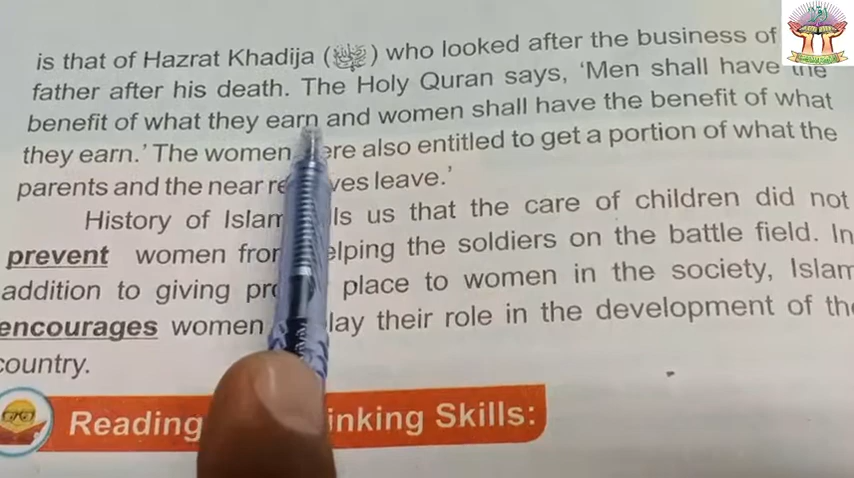 is that of Hazrat Khadija ( ) who looked after the business of
father after his death. The Holy Quran says, 'Men shall have the
benefit of what they earn and women shall have the benefit of what
they earn.' The women were also entitled to get a portion of what the
parents and the near relatives leave.'
History of Islam tells us that the care of children did not
prevent women from helping the soldiers on the battle field. In
addition to giving place to women in the society, Islam
encourages women play their role in the development of the
country.
Reading Thinking Skills: